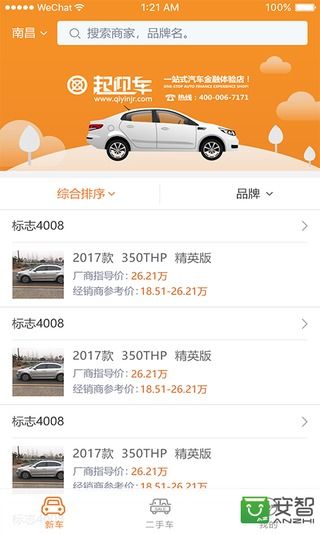 WeChat
1:21 AM
100%
南昌
搜索商家，品牌名。
起因车
www.qiyinjr.com
一站式汽车金融体验店！
ONE-STOP AUTO FINANCE EXPERIENCE SHOP!
热线：400-006-7171
综合排序
品牌
标志4008
2017款 350THP 精英版
厂商指导价: 26.21万
经销商参考价: 18.51-26.21万
标志4008
2017款 350THP 精英版
厂商指导价: 26.21万
经销商参考价: 18.51-26.21万
标志4008
2017款 350THP 精英版
厂商指导价: 26.21万
经销商参考价: 18.51-26.21万
标志4008
新车
SALE
二手车
我的
安智
ANZHI